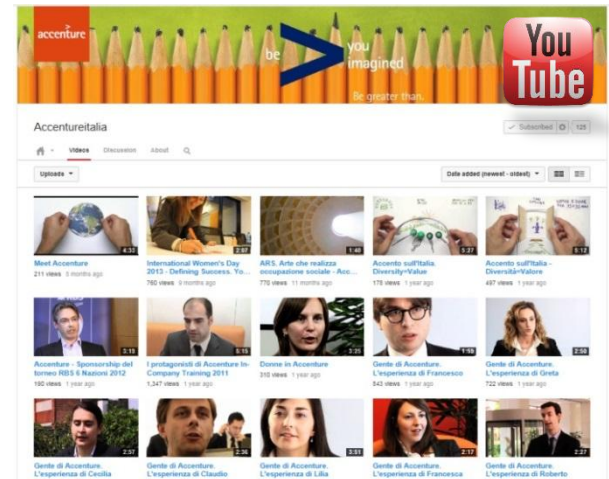 accenture
be
you
imagined
Be greater than.
You
Tube
Accentureitalia
Subscribed 125
Videos Discussion About
Uploads
Date added (newest - oldest)
4:33
2:07
1:40
5:27
5:12
Meet Accenture
211 views 5 months ago
International Women's Day
2013 - Defining Success. Yo...
760 views 9 months ago
ARS. Arte che realizza
occupazione sociale - Acc...
775 views 11 months ago
Accento sull'Italia.
Diversity=Value
178 views 1 year ago
Accento sull'Italia -
Diversità=Valore
497 views 1 year ago
3:15
5:15
3:25
1:59
2:50
Accenture - Sponsorship del
torneo RBS 6 Nazioni 2012
190 views 1 year ago
I protagonisti di Accenture In-
Company Training 2011
1,347 views 1 year ago
Donne in Accenture
310 views 1 year ago
Gente di Accenture.
L'esperienza di Francesco
643 views 1 year ago
Gente di Accenture.
L'esperienza di Greta
722 views 1 year ago
2:37
2:36
3:51
2:17
2:27
Gente di Accenture.
L'esperienza di Cecilia
Gente di Accenture.
L'esperienza di Claudio
Gente di Accenture.
L'esperienza di Lilia
Gente di Accenture.
L'esperienza di Francesca
Gente di Accenture.
L'esperienza di Roberto